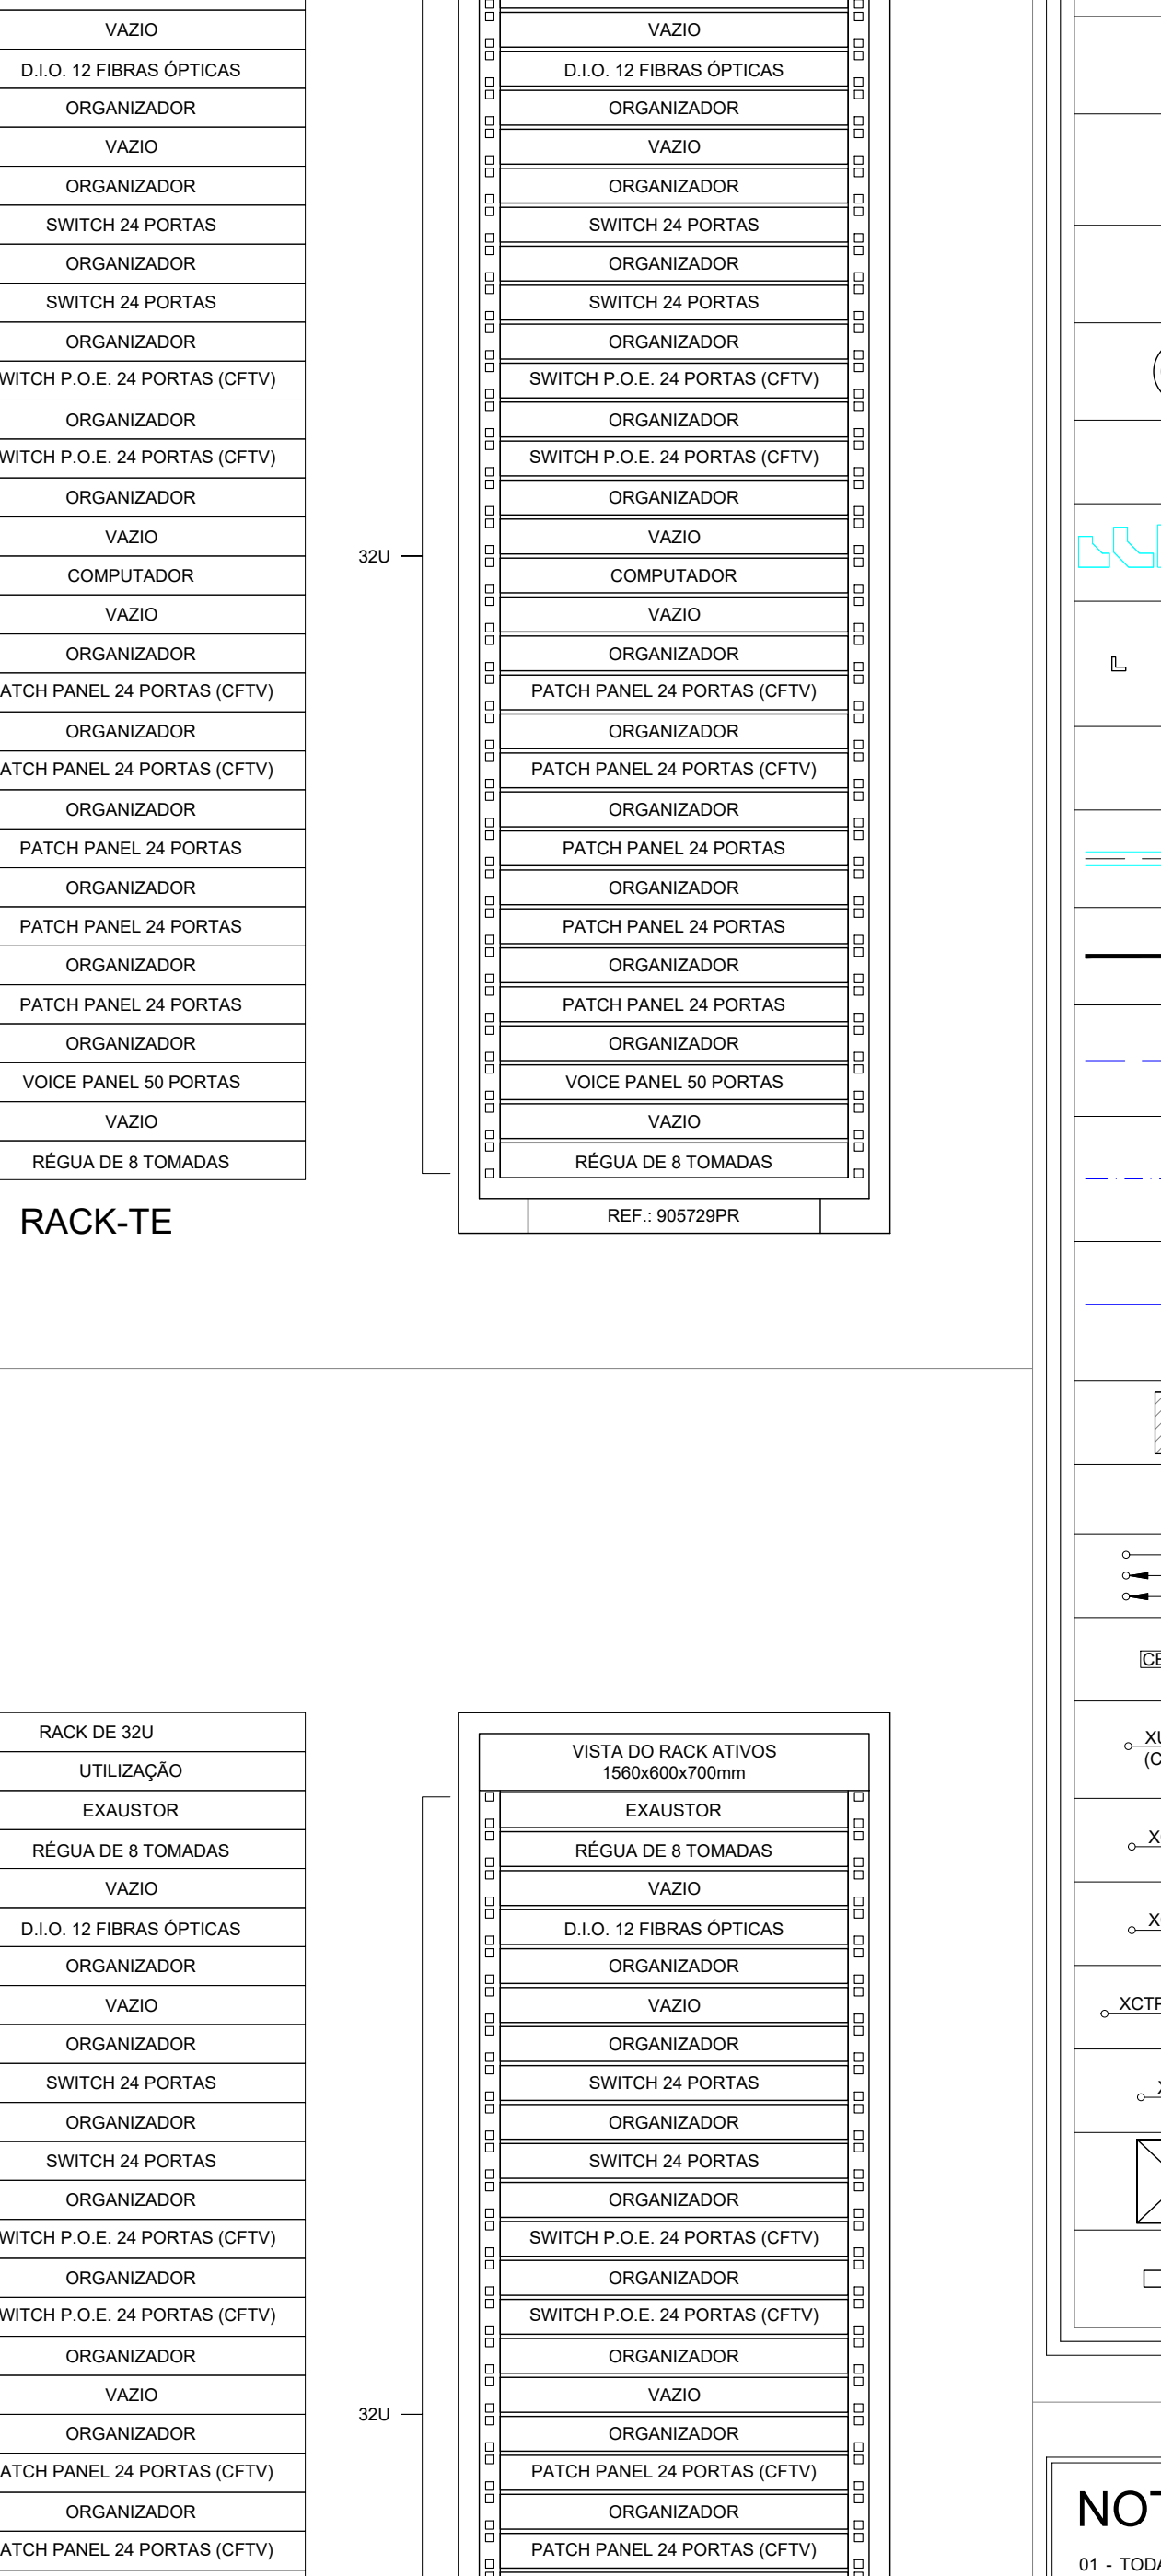 VAZIO
D.I.O. 12 FIBRAS ÓPTICAS
ORGANIZADOR
VAZIO
ORGANIZADOR
SWITCH 24 PORTAS
ORGANIZADOR
SWITCH 24 PORTAS
ORGANIZADOR
WITCH P.O.E. 24 PORTAS (CFTV)
ORGANIZADOR
WITCH P.O.E. 24 PORTAS (CFTV)
ORGANIZADOR
VAZIO
COMPUTADOR
VAZIO
ORGANIZADOR
ATCH PANEL 24 PORTAS (CFTV)
ORGANIZADOR
ATCH PANEL 24 PORTAS (CFTV)
ORGANIZADOR
PATCH PANEL 24 PORTAS
ORGANIZADOR
PATCH PANEL 24 PORTAS
ORGANIZADOR
PATCH PANEL 24 PORTAS
ORGANIZADOR
VOICE PANEL 50 PORTAS
VAZIO
RÉGUA DE 8 TOMADAS
RACK-TE
32U
VAZIO
D.I.O. 12 FIBRAS ÓPTICAS
ORGANIZADOR
VAZIO
ORGANIZADOR
SWITCH 24 PORTAS
ORGANIZADOR
SWITCH 24 PORTAS
ORGANIZADOR
SWITCH P.O.E. 24 PORTAS (CFTV)
ORGANIZADOR
SWITCH P.O.E. 24 PORTAS (CFTV)
ORGANIZADOR
VAZIO
COMPUTADOR
VAZIO
ORGANIZADOR
PATCH PANEL 24 PORTAS (CFTV)
ORGANIZADOR
PATCH PANEL 24 PORTAS (CFTV)
ORGANIZADOR
PATCH PANEL 24 PORTAS
ORGANIZADOR
PATCH PANEL 24 PORTAS
ORGANIZADOR
PATCH PANEL 24 PORTAS
ORGANIZADOR
VOICE PANEL 50 PORTAS
VAZIO
RÉGUA DE 8 TOMADAS
REF.: 905729PR
RACK DE 32U
UTILIZAÇÃO
EXAUSTOR
RÉGUA DE 8 TOMADAS
VAZIO
D.I.O. 12 FIBRAS ÓPTICAS
ORGANIZADOR
VAZIO
ORGANIZADOR
SWITCH 24 PORTAS
ORGANIZADOR
SWITCH 24 PORTAS
ORGANIZADOR
WITCH P.O.E. 24 PORTAS (CFTV)
ORGANIZADOR
WITCH P.O.E. 24 PORTAS (CFTV)
ORGANIZADOR
VAZIO
ORGANIZADOR
ATCH PANEL 24 PORTAS (CFTV)
ORGANIZADOR
ATCH PANEL 24 PORTAS (CFTV)
32U
VISTA DO RACK ATIVOS
1560x600x700mm
EXAUSTOR
RÉGUA DE 8 TOMADAS
VAZIO
D.I.O. 12 FIBRAS ÓPTICAS
ORGANIZADOR
VAZIO
ORGANIZADOR
SWITCH 24 PORTAS
ORGANIZADOR
SWITCH 24 PORTAS
ORGANIZADOR
SWITCH P.O.E. 24 PORTAS (CFTV)
ORGANIZADOR
SWITCH P.O.E. 24 PORTAS (CFTV)
ORGANIZADOR
VAZIO
ORGANIZADOR
PATCH PANEL 24 PORTAS (CFTV)
ORGANIZADOR
PATCH PANEL 24 PORTAS (CFTV)
XCTF
NOT
01 - TODA